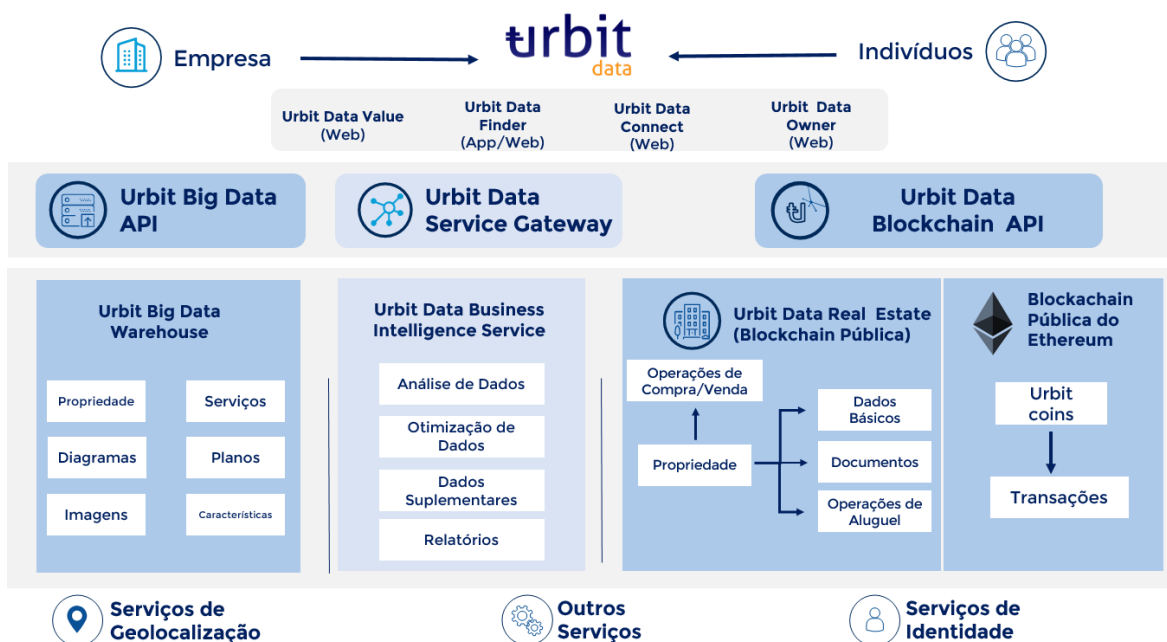 Empresa
urbit
data
Indivíduos
Urbit Data Value
(Web)
Urbit Data
Finder
(App/Web)
Urbit Data
Connect
(Web)
Urbit Data
Owner
(Web)
Urbit Big Data
API
Urbit Data
Service Gateway
Urbit Data
Blockchain API
Urbit Big Data
Warehouse
Propriedade
Serviços
Diagramas
Planos
Imagens
Características
Urbit Data Business
Intelligence Service
Análise de Dados
Otimização de
Dados
Dados
Suplementares
Relatórios
Urbit Data Real Estate
(Blockchain Pública)
Operações de
Compra/Venda
Propriedade
Dados
Básicos
Documentos
Operações de
Aluguel
Blockachain
Pública do
Ethereum
Urbit
coins
Transações
Serviços de
Geolocalização
Outros
Serviços
Serviços de
Identidade